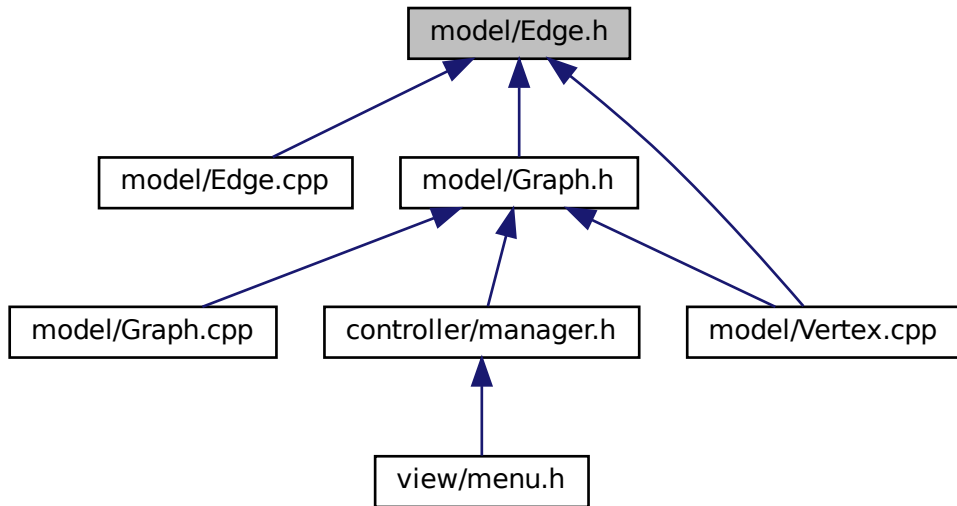 model/Edge.h
model/Edge.cpp
model/Graph.h
model/Graph.cpp
controller/manager.h
model/Vertex.cpp
view/menu.h